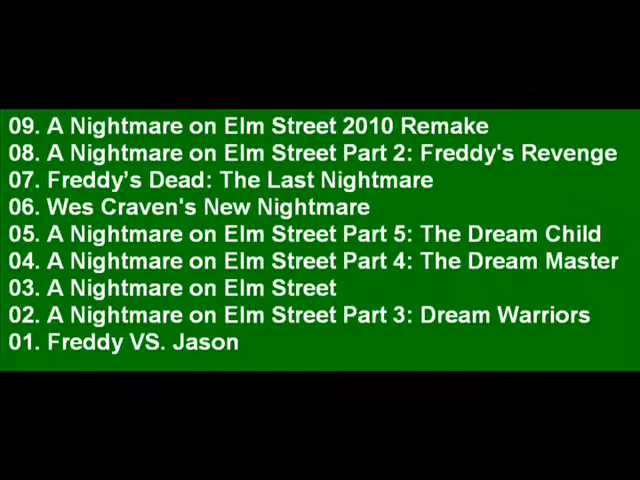 09. A Nightmare on Elm Street 2010 Remake
08. A Nightmare on Elm Street Part 2: Freddy's Revenge
07. Freddy’s Dead: The Last Nightmare
06. Wes Craven's New Nightmare
05. A Nightmare on Elm Street Part 5: The Dream Child
04. A Nightmare on Elm Street Part 4: The Dream Master
03. A Nightmare on Elm Street
02. A Nightmare on Elm Street Part 3: Dream Warriors
01. Freddy VS. Jason